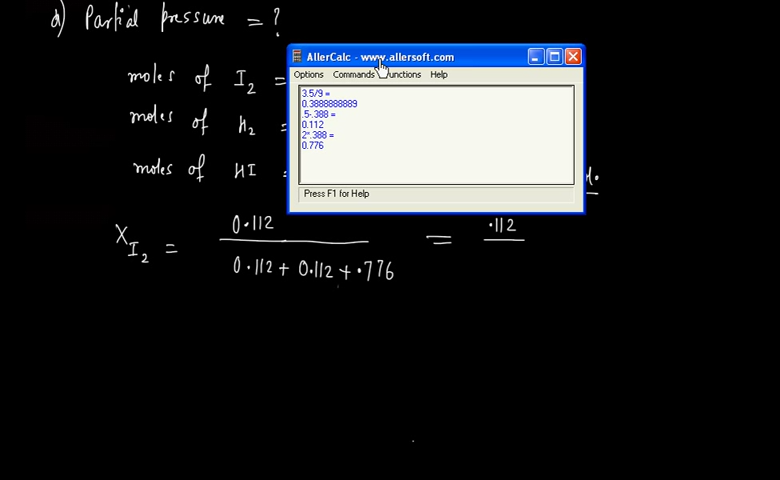 d) Partial pressure = ?
AllerCalc - www.allersoft.com
Options Commands Functions Help
3.5/9 =
0.3888888889
.5-.388 =
0.112
2*.388 =
0.776
Press F1 for Help
moles of I2 =
moles of H2 =
moles of HI =
XI2 = 0.112 / 0.112 + 0.112 + .776 = .112